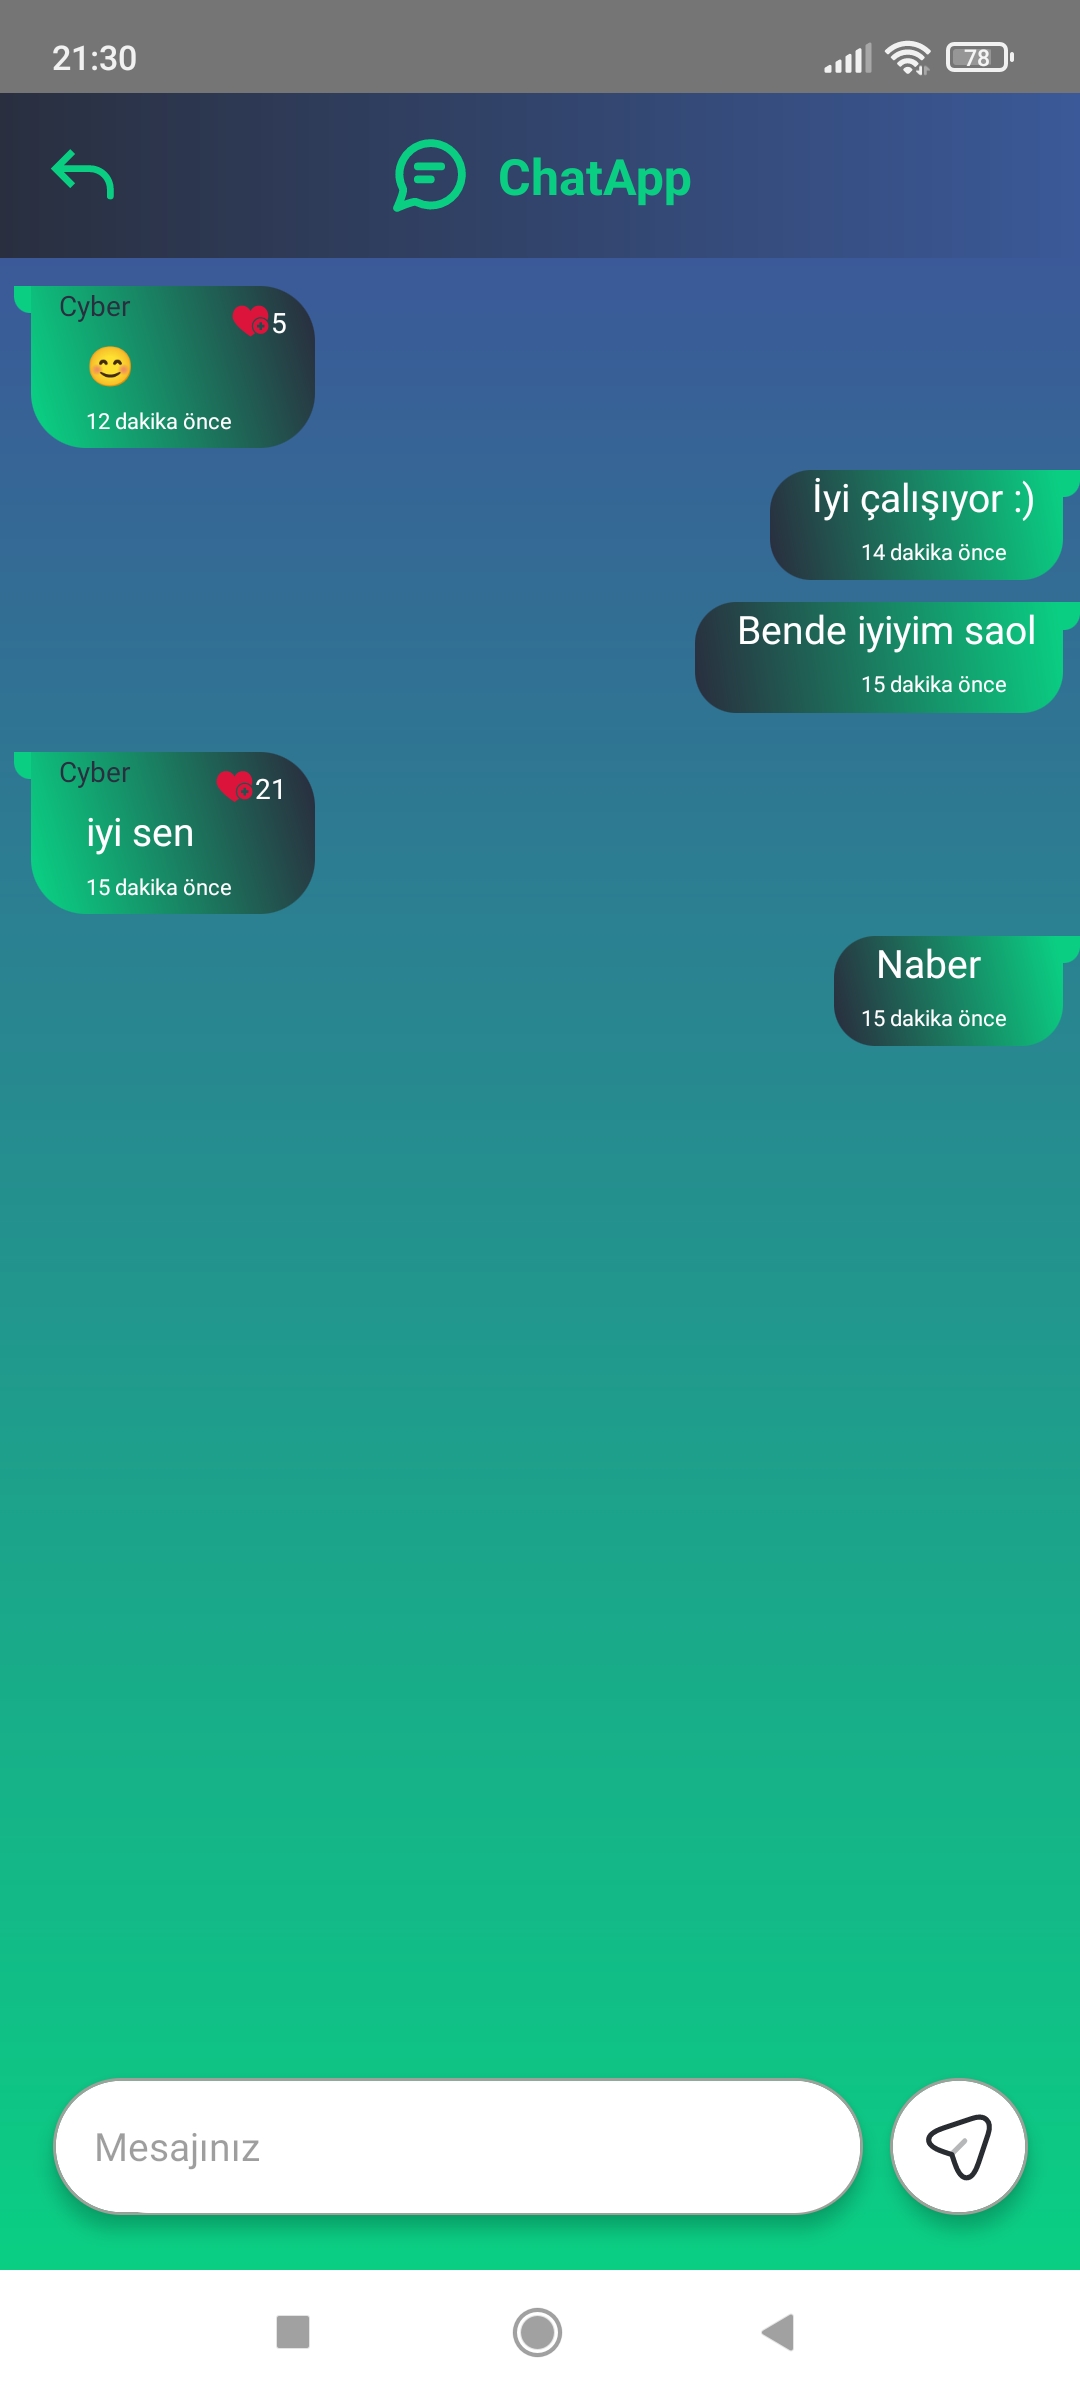 21:30
78
ChatApp
Cyber
5
😊
12 dakika önce
İyi çalışıyor :)
14 dakika önce
Bende iyiyim saol
15 dakika önce
Cyber
21
iyi sen
15 dakika önce
Naber
15 dakika önce
Mesajınız